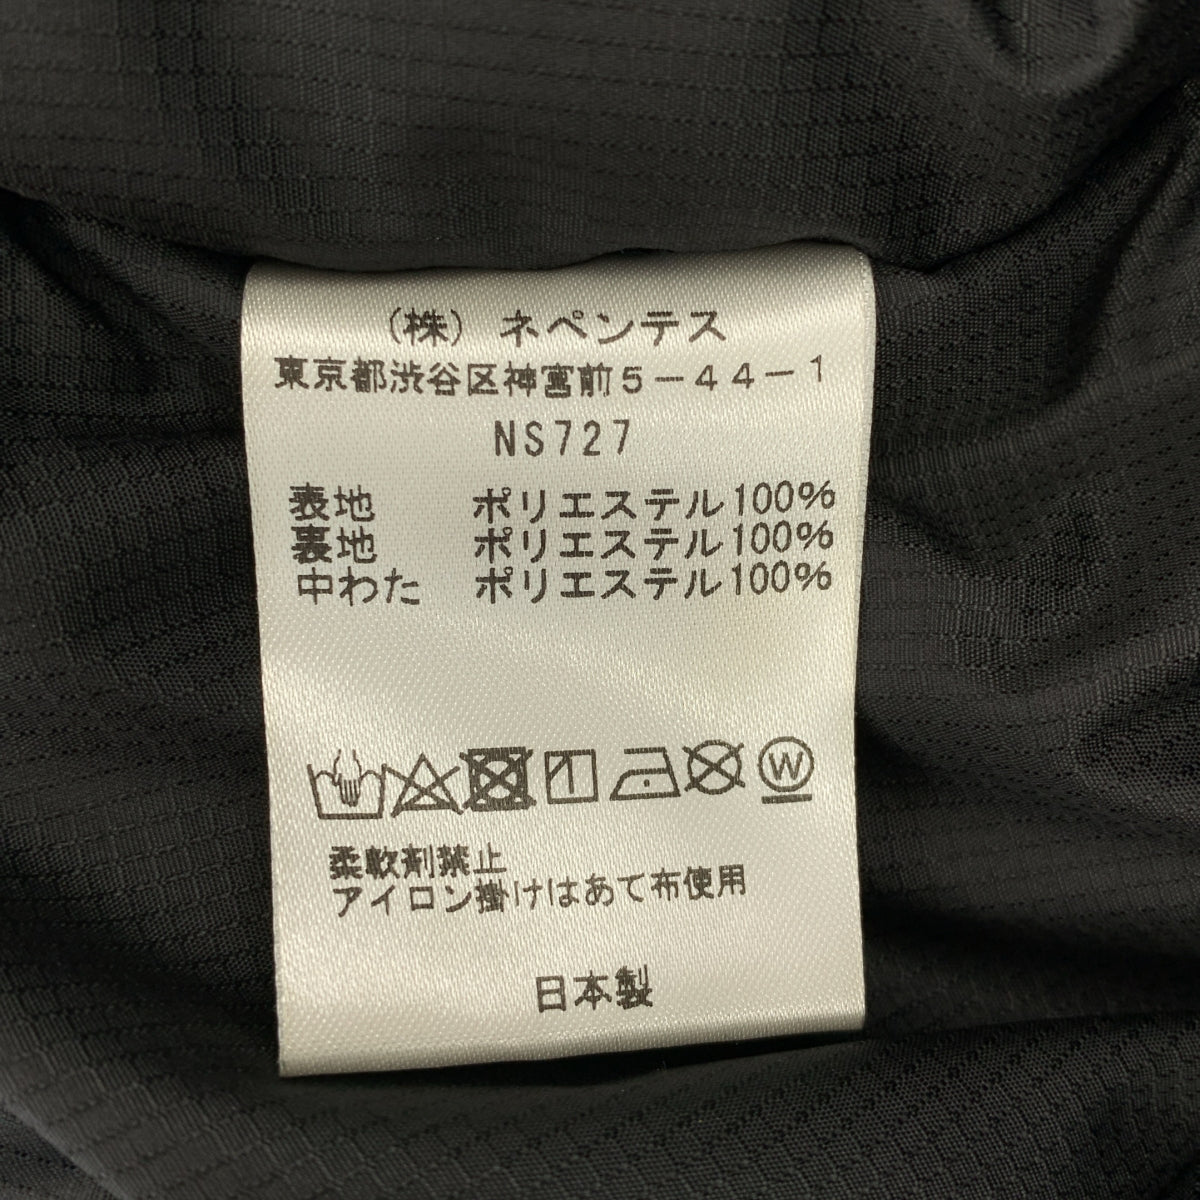 (株) ネペンテス
東京都渋谷区神宮前5-44-1
NS727
表地 ポリエステル100%
裏地 ポリエステル100%
中わた ポリエステル100%
W
柔軟剤禁止
アイロン掛けはあて布使用
日本製